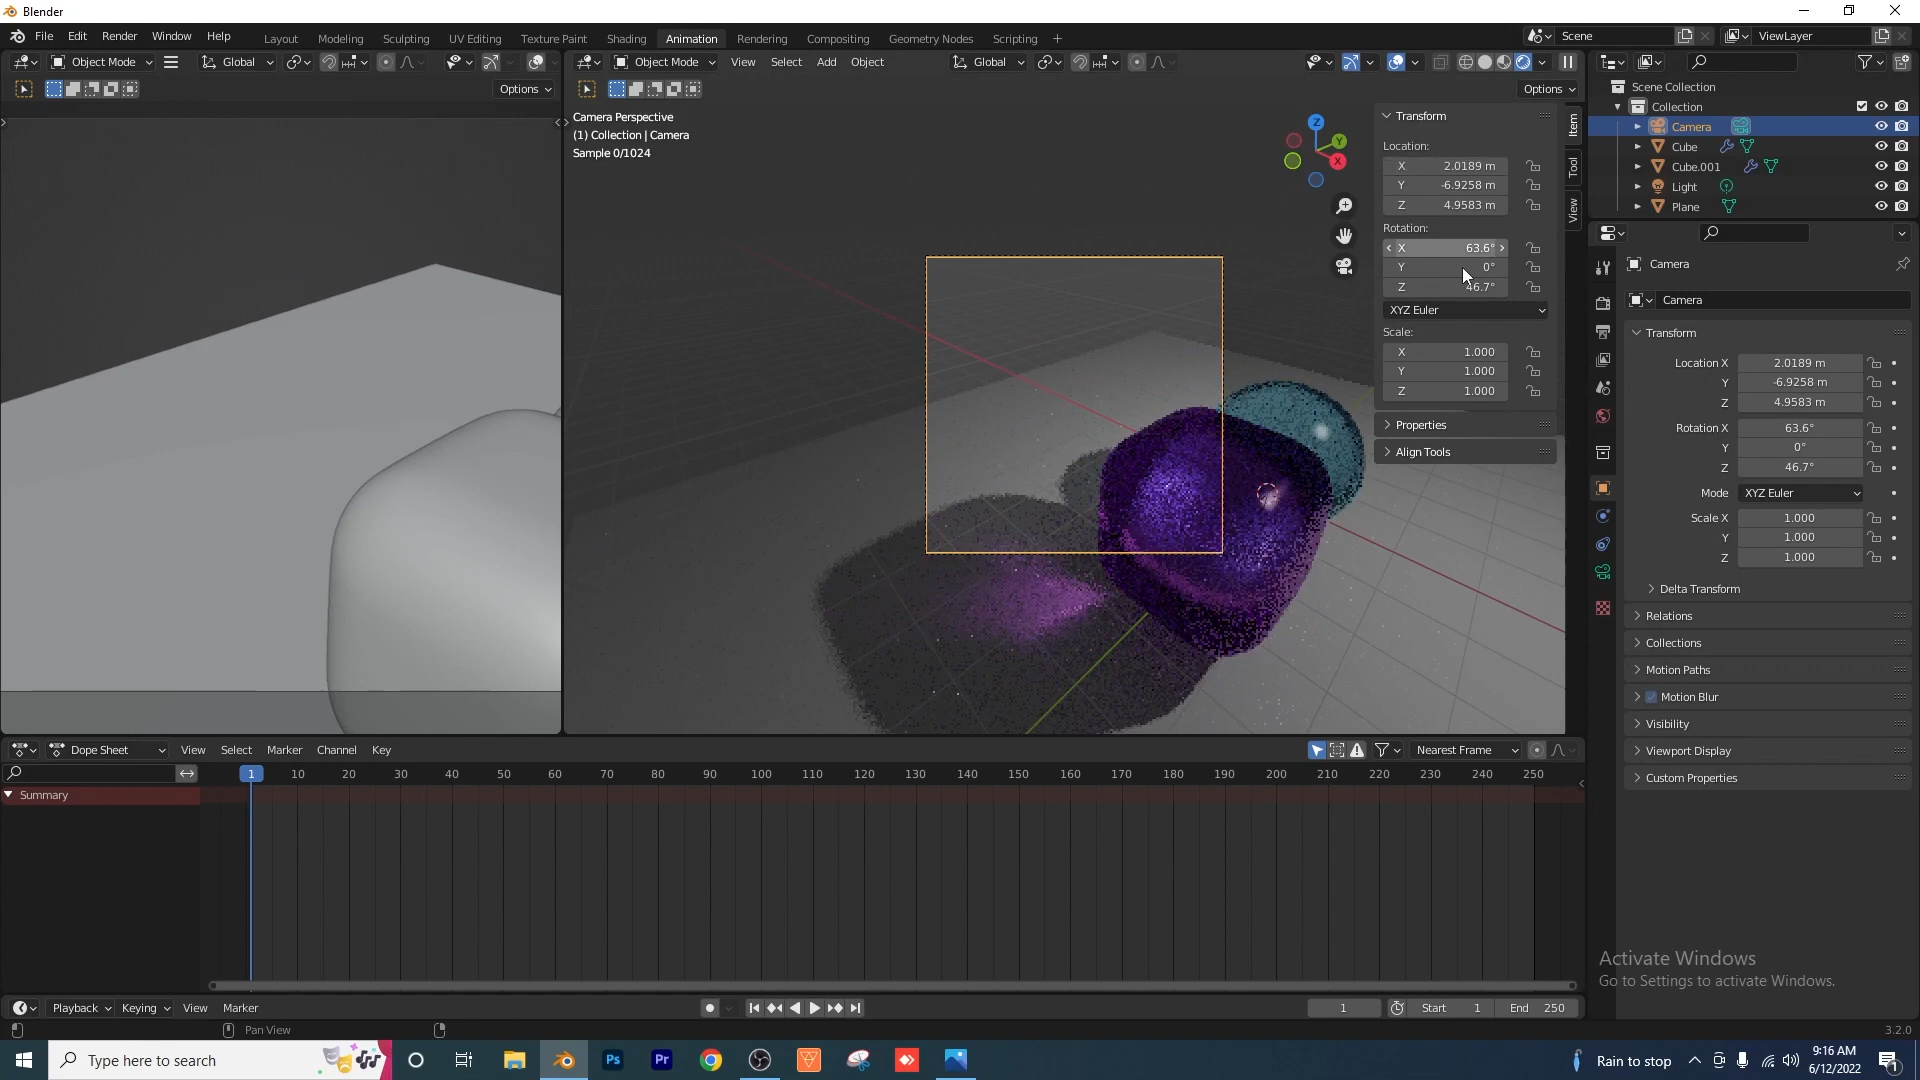 Blender
File Edit Render Window Help Layout Modeling Sculpting UV Editing Texture Paint Shading Animation Rendering Compositing Geometry Nodes Scripting + Scene ViewLayer
Object Mode Global Object Mode View Select Add Object Global
Options Options
Camera Perspective
(1) Collection | Camera
Sample 0/1024
Z
Y
X
Transform
Location:
X 2.0189 m
Y -6.9258 m
Z 4.9583 m
Rotation:
X 63.6°
Y 0°
Z 46.7°
XYZ Euler
Scale:
X 1.000
Y 1.000
Z 1.000
Properties
Align Tools
Item
Tool
View
Scene Collection
Collection
Camera
Cube
Cube.001
Light
Plane
Camera
Camera
Transform
Location X 2.0189 m
Y -6.9258 m
Z 4.9583 m
Rotation X 63.6°
Y 0°
Z 46.7°
Mode XYZ Euler
Scale X 1.000
Y 1.000
Z 1.000
Delta Transform
Relations
Collections
Motion Paths
Motion Blur
Visibility
Viewport Display
Custom Properties
Dope Sheet View Select Marker Channel Key Nearest Frame
1 10 20 30 40 50 60 70 80 90 100 110 120 130 140 150 160 170 180 190 200 210 220 230 240 250
Summary
Activate Windows
Go to Settings to activate Windows.
Playback Keying View Marker 1 Start 1 End 250
Pan View 3.2.0
Type here to search Ps Pr Rain to stop 9:16 AM
6/12/2022 1